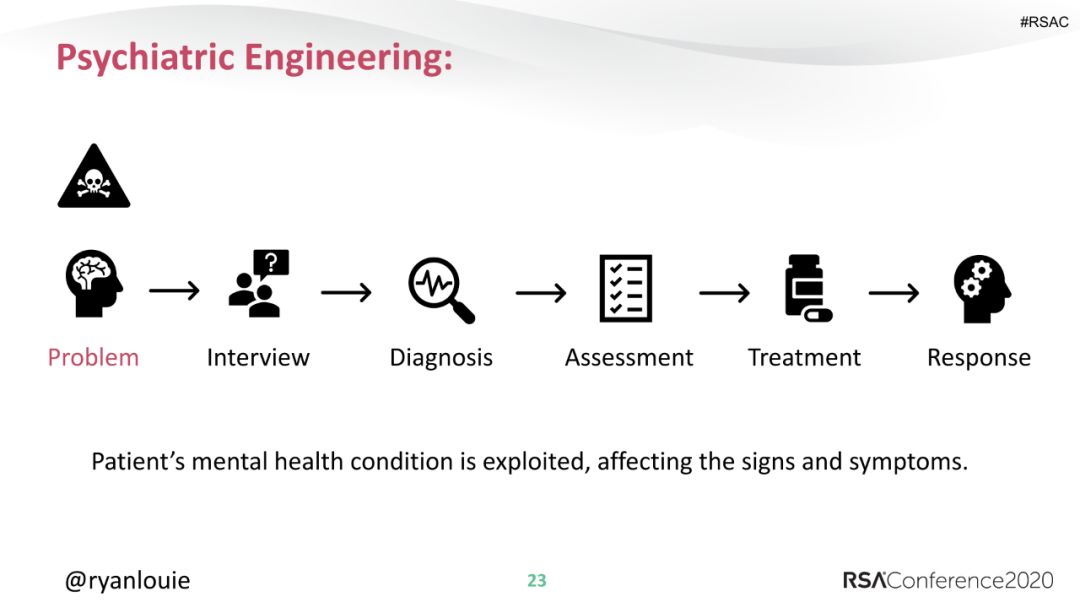 #RSAC
Psychiatric Engineering:
?
Problem
Interview
Diagnosis
Assessment
Treatment
Response
Patient’s mental health condition is exploited, affecting the signs and symptoms.
@ryanlouie
23
RSAConference2020